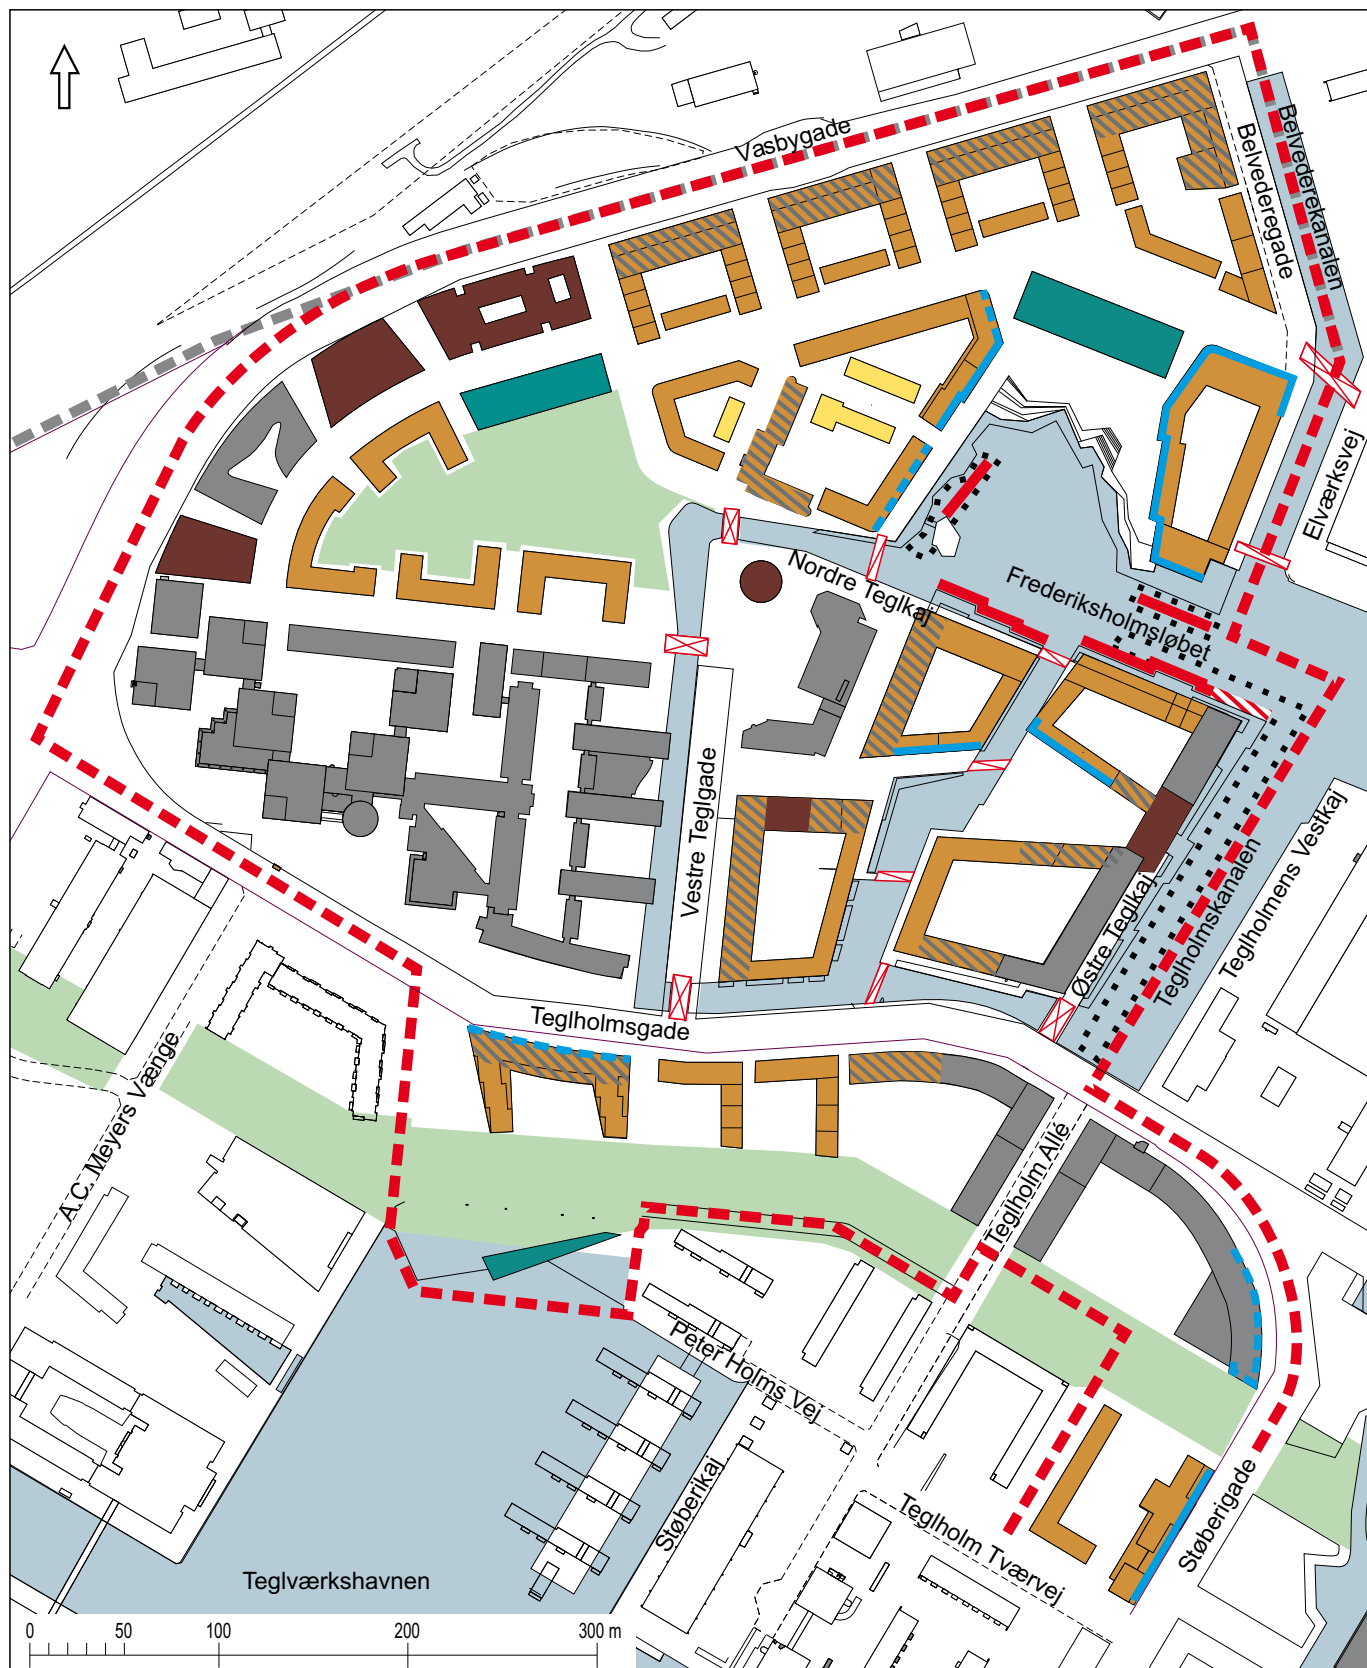 Vasbygade
Belvederekanalen
Belvederegade
Elværksvej
Nordre Teglkaj
Frederiksholmsløbet
Vestre Teglgade
Østre Teglkaj
Teglholmskanalen
Teglholmens Vestkaj
Teglholmsgade
A.C. Meyers Vænge
Teglholm Allé
Peter Holms Vej
Støberikaj
Teglholm Tværvej
Støberigade
Teglværkshavnen
0 50 100 200 300 m